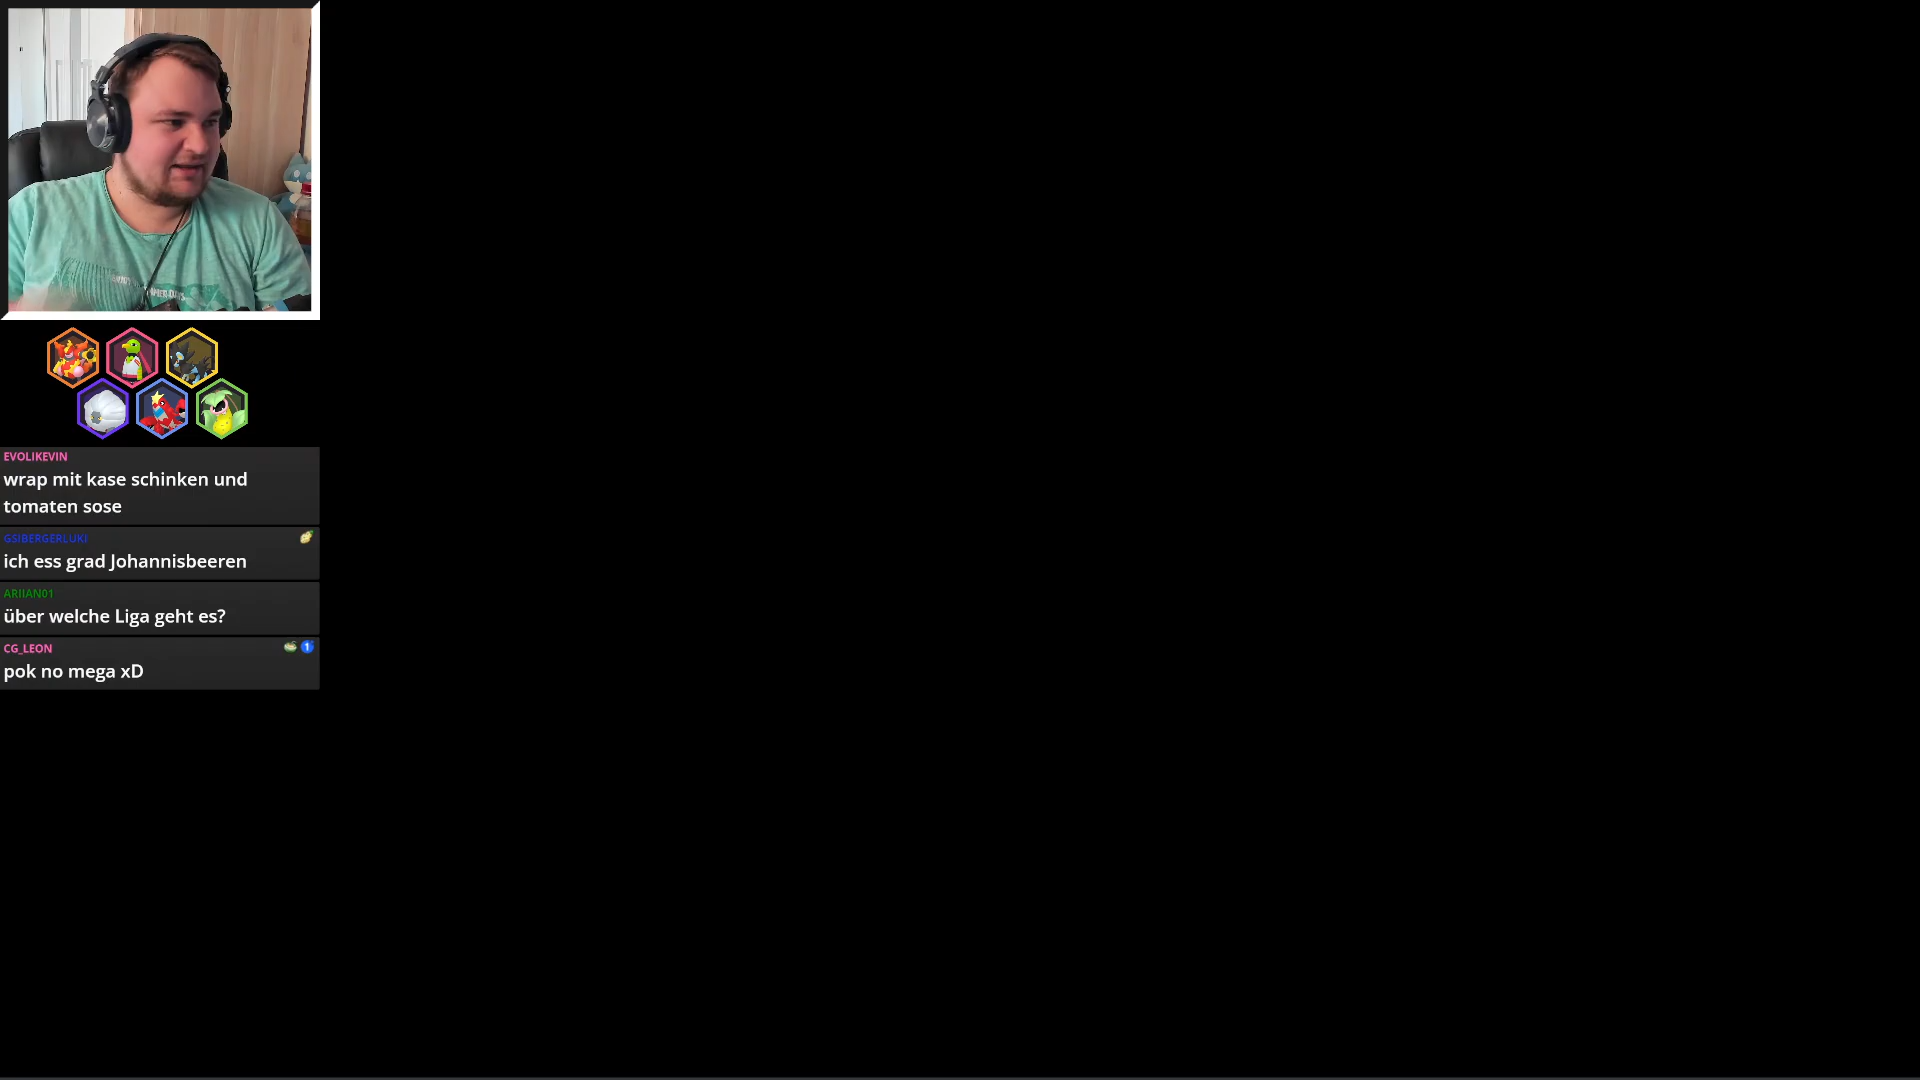 EVOLIKEVIN
wrap mit kase schinken und
tomaten sose
GSIBERGERLUKI
ich ess grad Johannisbeeren
ARIIAN01
über welche Liga geht es?
CG_LEON
1
pok no mega xD